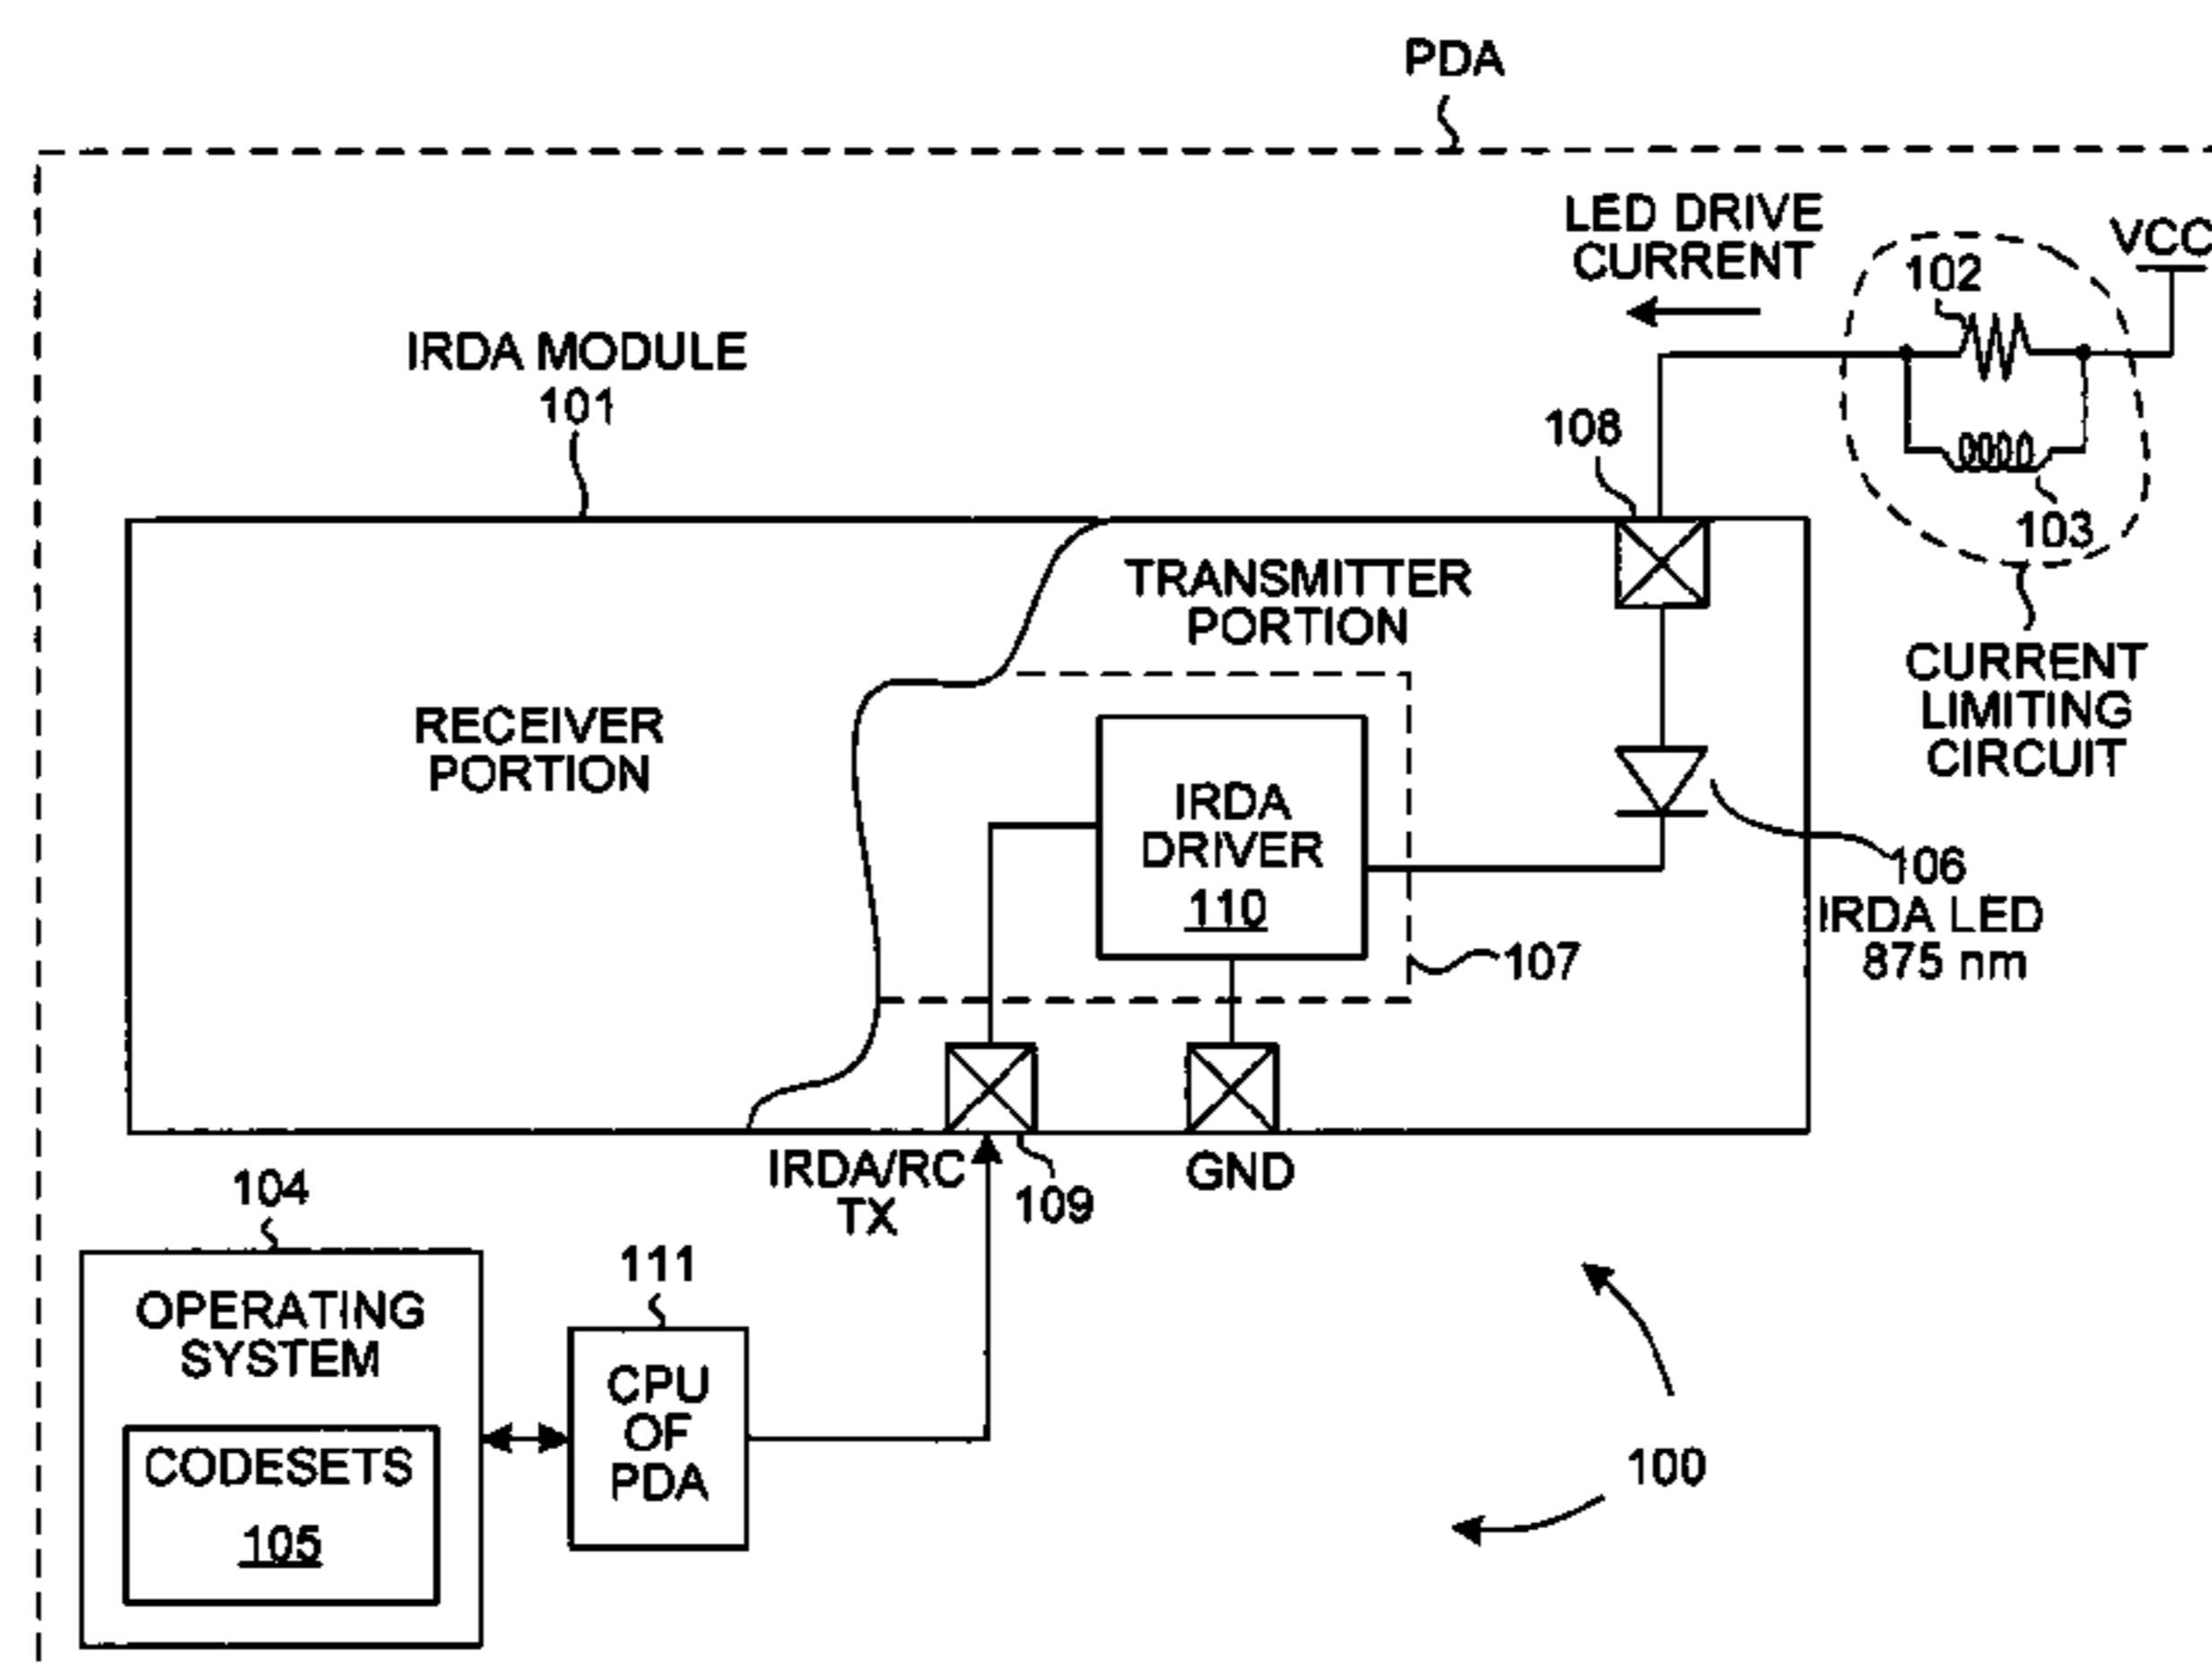 PDA
LED DRIVE
CURRENT
VCC
102
IRDA MODULE
101
108
103
TRANSMITTER
PORTION
CURRENT
LIMITING
CIRCUIT
RECEIVER
PORTION
IRDA
DRIVER
110
106
IRDA LED
875 nm
107
IRDA/RC
TX
109
GND
104
OPERATING
SYSTEM
CODESETS
105
111
CPU
OF
PDA
100